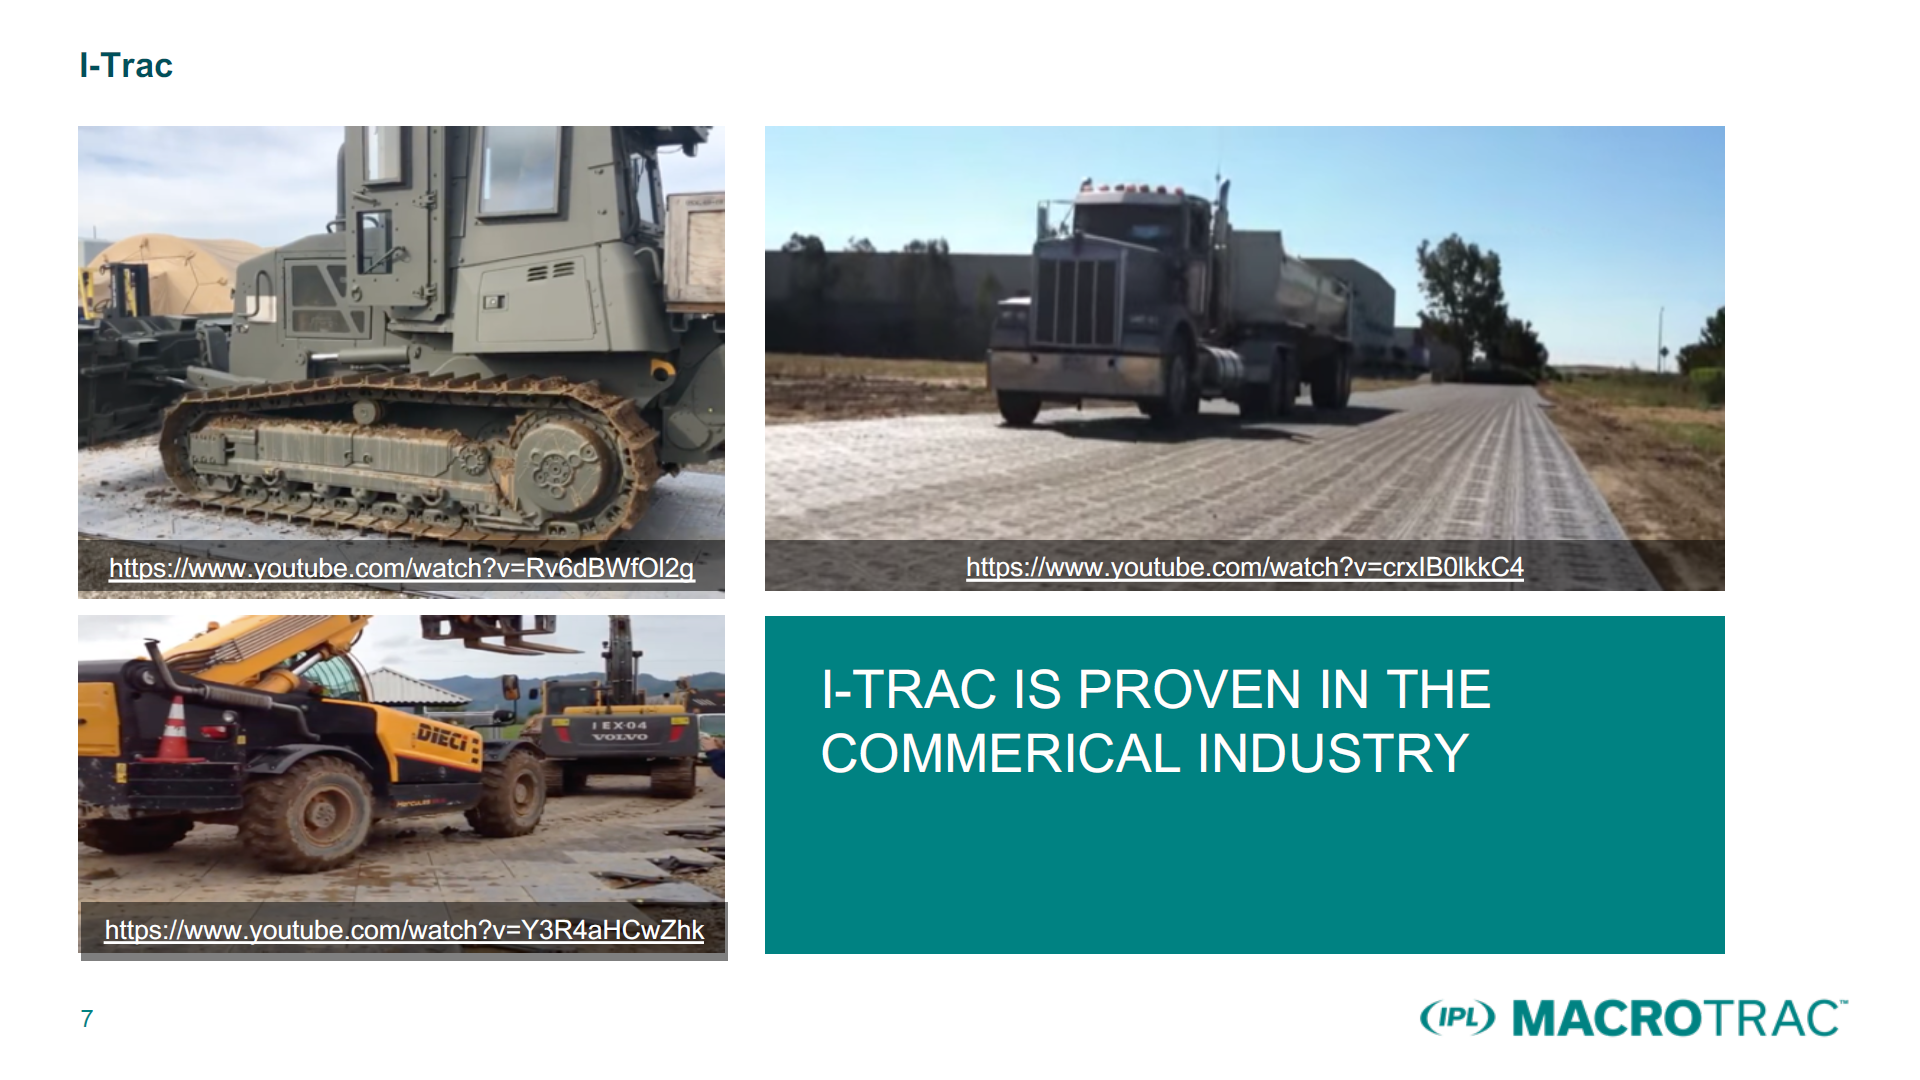 I-Trac
https://www.youtube.com/watch?v=Rv6dBWfOl2g
https://www.youtube.com/watch?v=crxIB0lkkC4
DIECI
I EX-04
VOLVO
https://www.youtube.com/watch?v=Y3R4aHCwZhk
I-TRAC IS PROVEN IN THE
COMMERICAL INDUSTRY
7
(IPL) MACROTRAC™